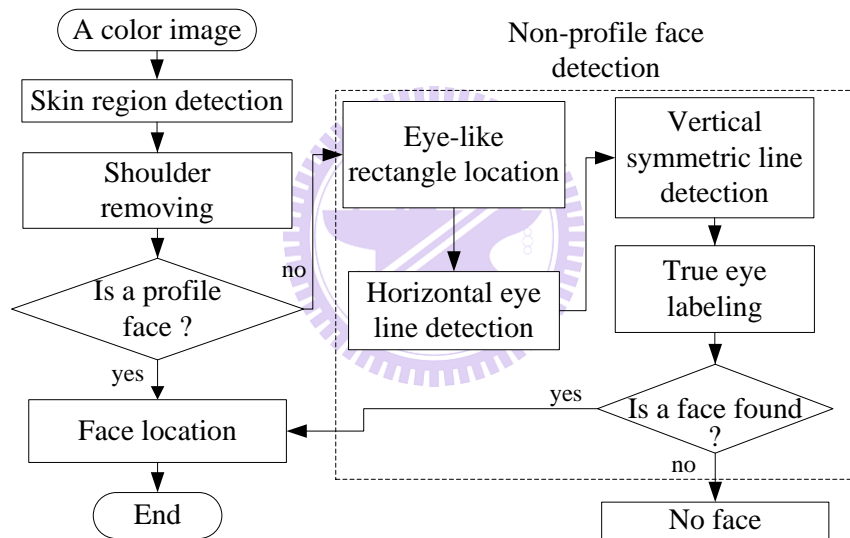 A color image
Skin region detection
Shoulder
removing
Is a profile
face ?
no
yes
Face location
End
Non-profile face
detection
Eye-like
rectangle location
Horizontal eye
line detection
Vertical
symmetric line
detection
True eye
labeling
Is a face found
?
yes
no
No face